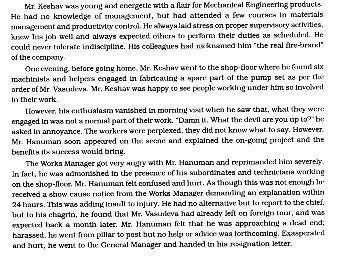 Mr. Keshav was young and energetic with a flair for Mechanical Engineering products.
He had no knowledge of management, but had attended a few courses in materials
management and productivity control. He always laid stress on proper supervisory activities,
knew his job well and always expected others to perform their duties as scheduled. He
could never tolerate indiscipline. His colleagues had nicknamed him "the real fire-brand"
of the company.
One evening, before going home, Mr. Keshav went to the shop-floor where he found six
machinists and helpers engaged in fabricating a spare part of the pump set as per the
order of Mr. Vasudeva. Mr. Keshav was happy to see people working under him so involved
in their work.
However, his enthusiasm vanished in morning visit when he saw that, what they were
engaged in was not a normal part of their work. "Damn it. What the devil are you up to?" he
asked in annoyance. The workers were perplexed, they did not know what to say. However,
Mr. Hanuman soon appeared on the scene and explained the on-going project and the
benefits its success would bring.
The Works Manager got very angry with Mr. Hanuman and reprimanded him severely.
In fact, he was admonished in the presence of his subordinates and technicians working
on the shop-floor. Mr. Hanuman felt confused and hurt. As though this was not enough he
received a show cause notice from the Works Manager demanding an explanation within
24 hours. This was adding insult to injury. He had no alternative but to report to the chief,
but to his chagrin, he found that Mr. Vasudeva had already left on foreign tour, and was
expected back a month later. Mr. Hanuman felt that he was approaching a dead end;
harassed, he went from pillar to post but no help or advice was forthcoming. Exasperated
and hurt, he went to the General Manager and handed in his resignation letter.